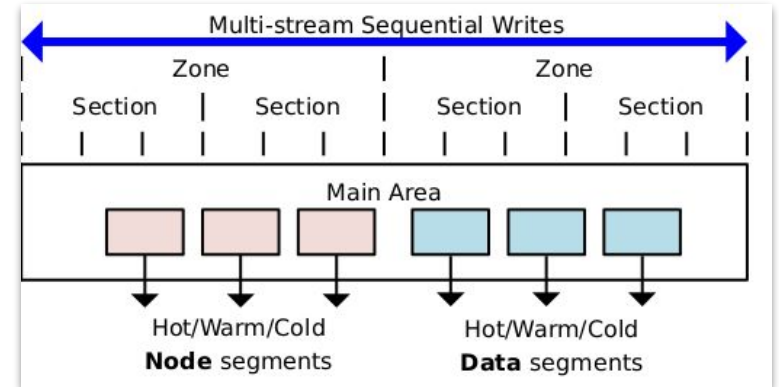 Multi-stream Sequential Writes
Zone Zone
Section Section Section Section
Main Area
Hot/Warm/Cold Hot/Warm/Cold
Node segments Data segments